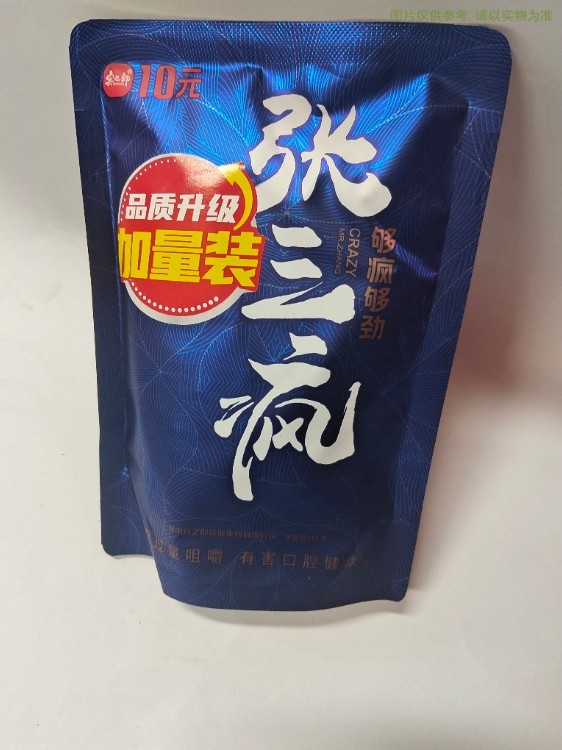 图片仅供参考,请以实物为准
10元
张三疯
品质升级
加量装
CRAZY
MR.ZHANG
够疯够劲
过量咀嚼 有害口腔健康